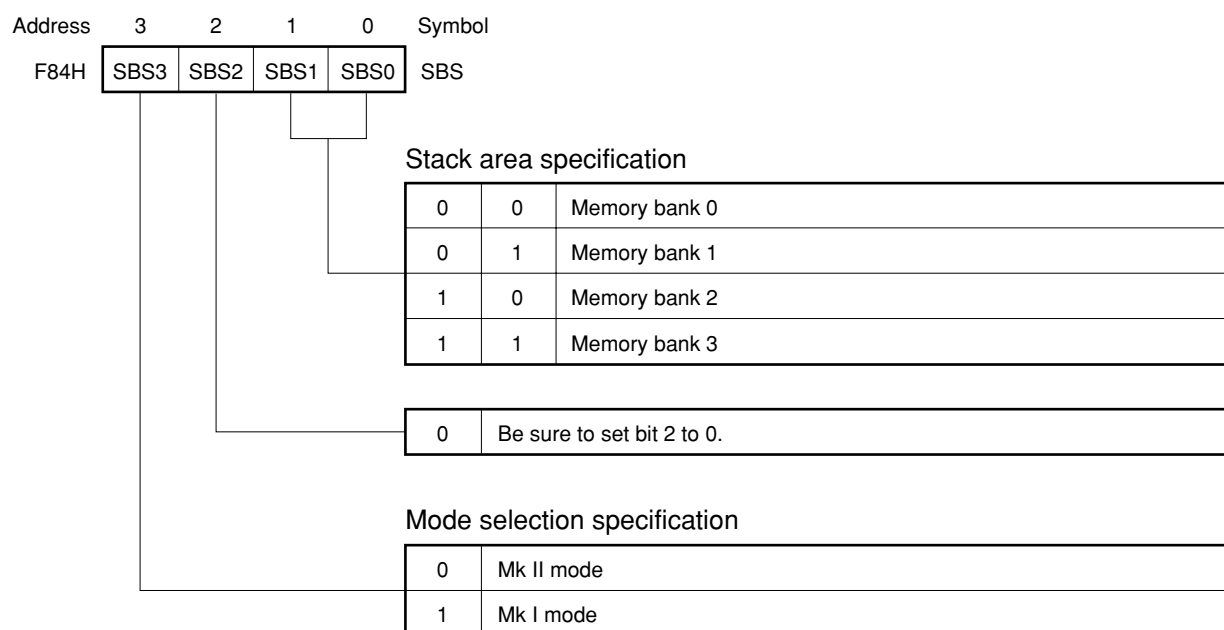 Address 3 2 1 0 Symbol
F84H SBS3 SBS2 SBS1 SBS0 SBS
Stack area specification
0 0 Memory bank 0
0 1 Memory bank 1
1 0 Memory bank 2
1 1 Memory bank 3
0 Be sure to set bit 2 to 0.
Mode selection specification
0 Mk II mode
1 Mk I mode